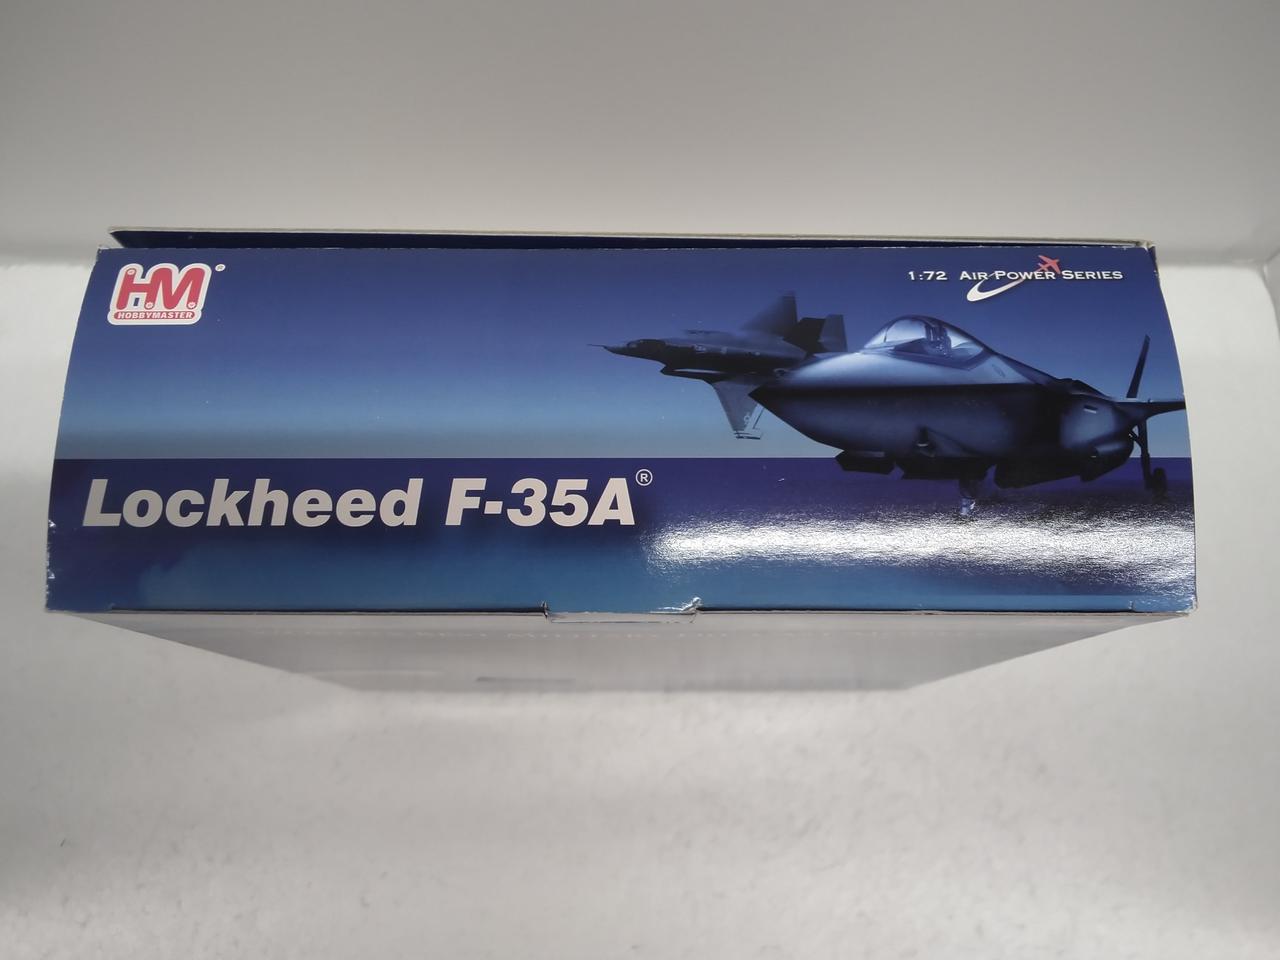 HM®
HOBBYMASTER
1:72 AIR POWER SERIES
Lockheed F-35A®